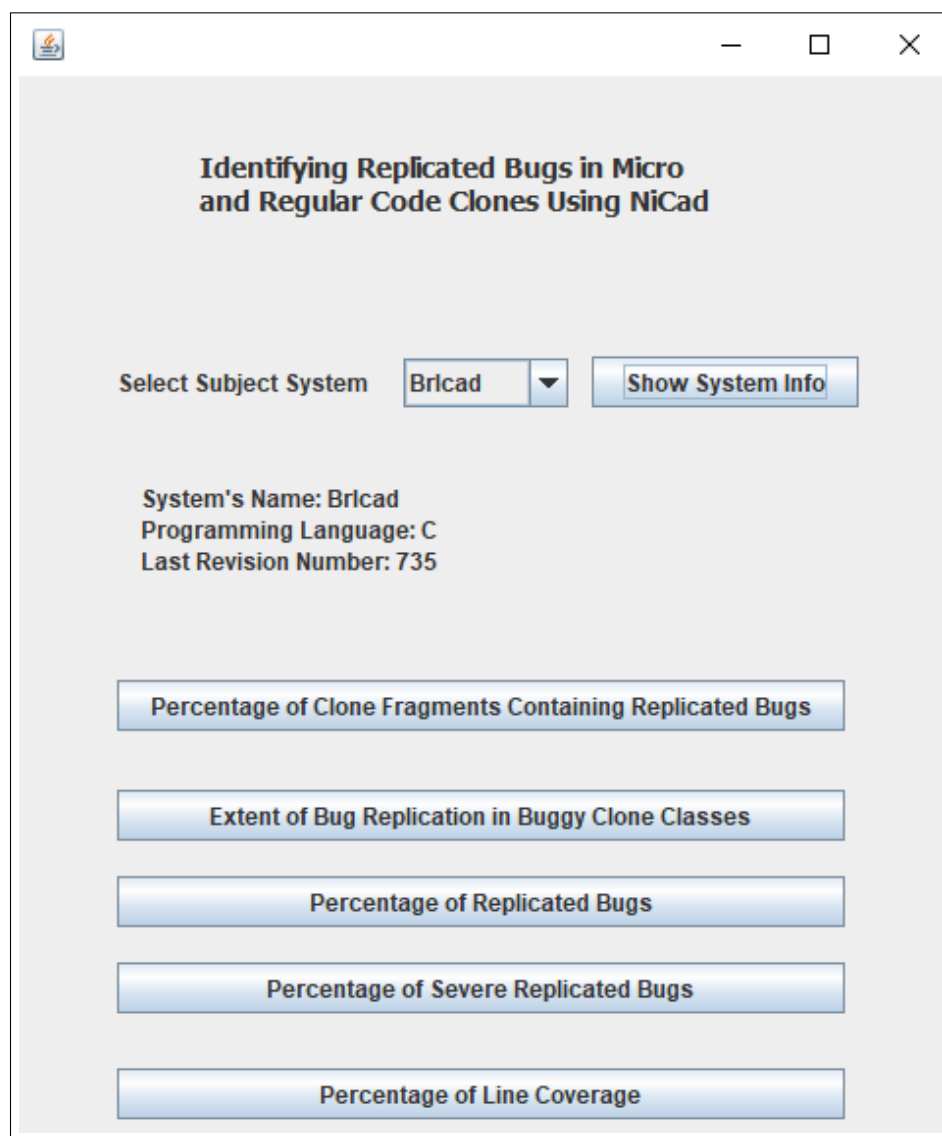 Identifying Replicated Bugs in Micro
and Regular Code Clones Using NiCad
Select Subject System
Brlcad
Show System Info
System's Name: Brlcad
Programming Language: C
Last Revision Number: 735
Percentage of Clone Fragments Containing Replicated Bugs
Extent of Bug Replication in Buggy Clone Classes
Percentage of Replicated Bugs
Percentage of Severe Replicated Bugs
Percentage of Line Coverage